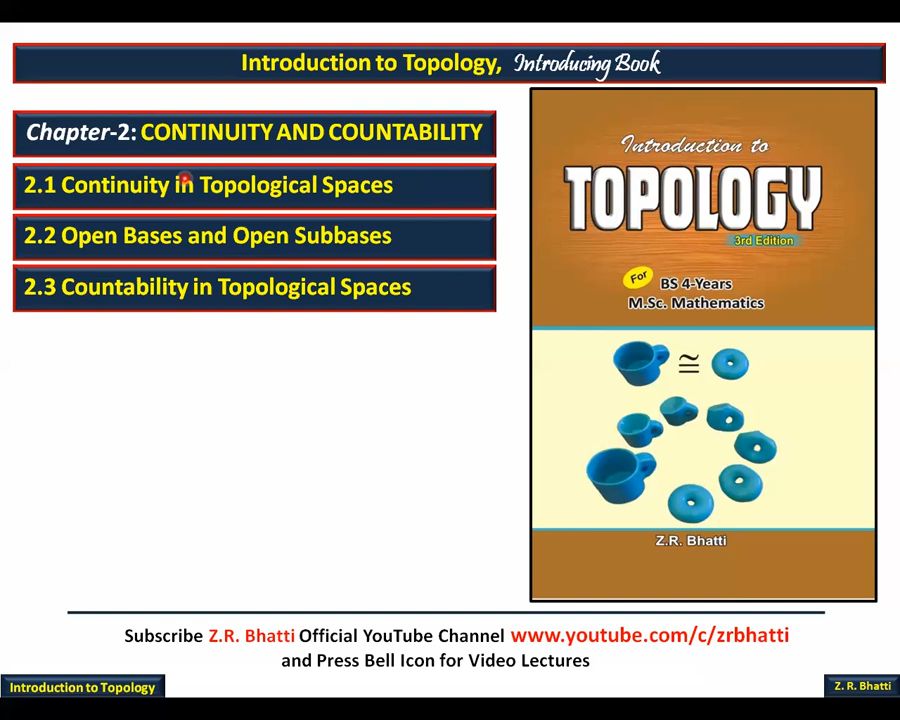 Introduction to Topology, Introducing Book
Chapter-2: CONTINUITY AND COUNTABILITY
2.1 Continuity in Topological Spaces
2.2 Open Bases and Open Subbases
2.3 Countability in Topological Spaces
Introduction to
TOPOLOGY
3rd Edition
For
BS 4-Years
M.Sc. Mathematics
≅
Z.R. Bhatti
Subscribe Z.R. Bhatti Official YouTube Channel www.youtube.com/c/zrbhatti
and Press Bell Icon for Video Lectures
Introduction to Topology
Z. R. Bhatti